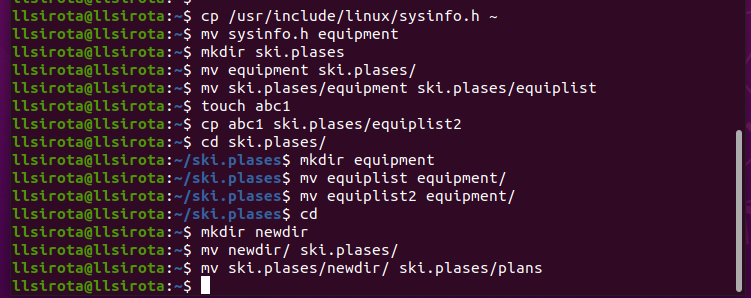 llsirota@llsirota:~$ cp /usr/include/linux/sysinfo.h ~
llsirota@llsirota:~$ mv sysinfo.h equipment
llsirota@llsirota:~$ mkdir ski.plases
llsirota@llsirota:~$ mv equipment ski.plases/
llsirota@llsirota:~$ mv ski.plases/equipment ski.plases/equiplist
llsirota@llsirota:~$ touch abc1
llsirota@llsirota:~$ cp abc1 ski.plases/equiplist2
llsirota@llsirota:~$ cd ski.plases/
llsirota@llsirota:~/ski.plases$ mkdir equipment
llsirota@llsirota:~/ski.plases$ mv equiplist equipment/
llsirota@llsirota:~/ski.plases$ mv equiplist2 equipment/
llsirota@llsirota:~/ski.plases$ cd
llsirota@llsirota:~$ mkdir newdir
llsirota@llsirota:~$ mv newdir/ ski.plases/
llsirota@llsirota:~$ mv ski.plases/newdir/ ski.plases/plans
llsirota@llsirota:~$